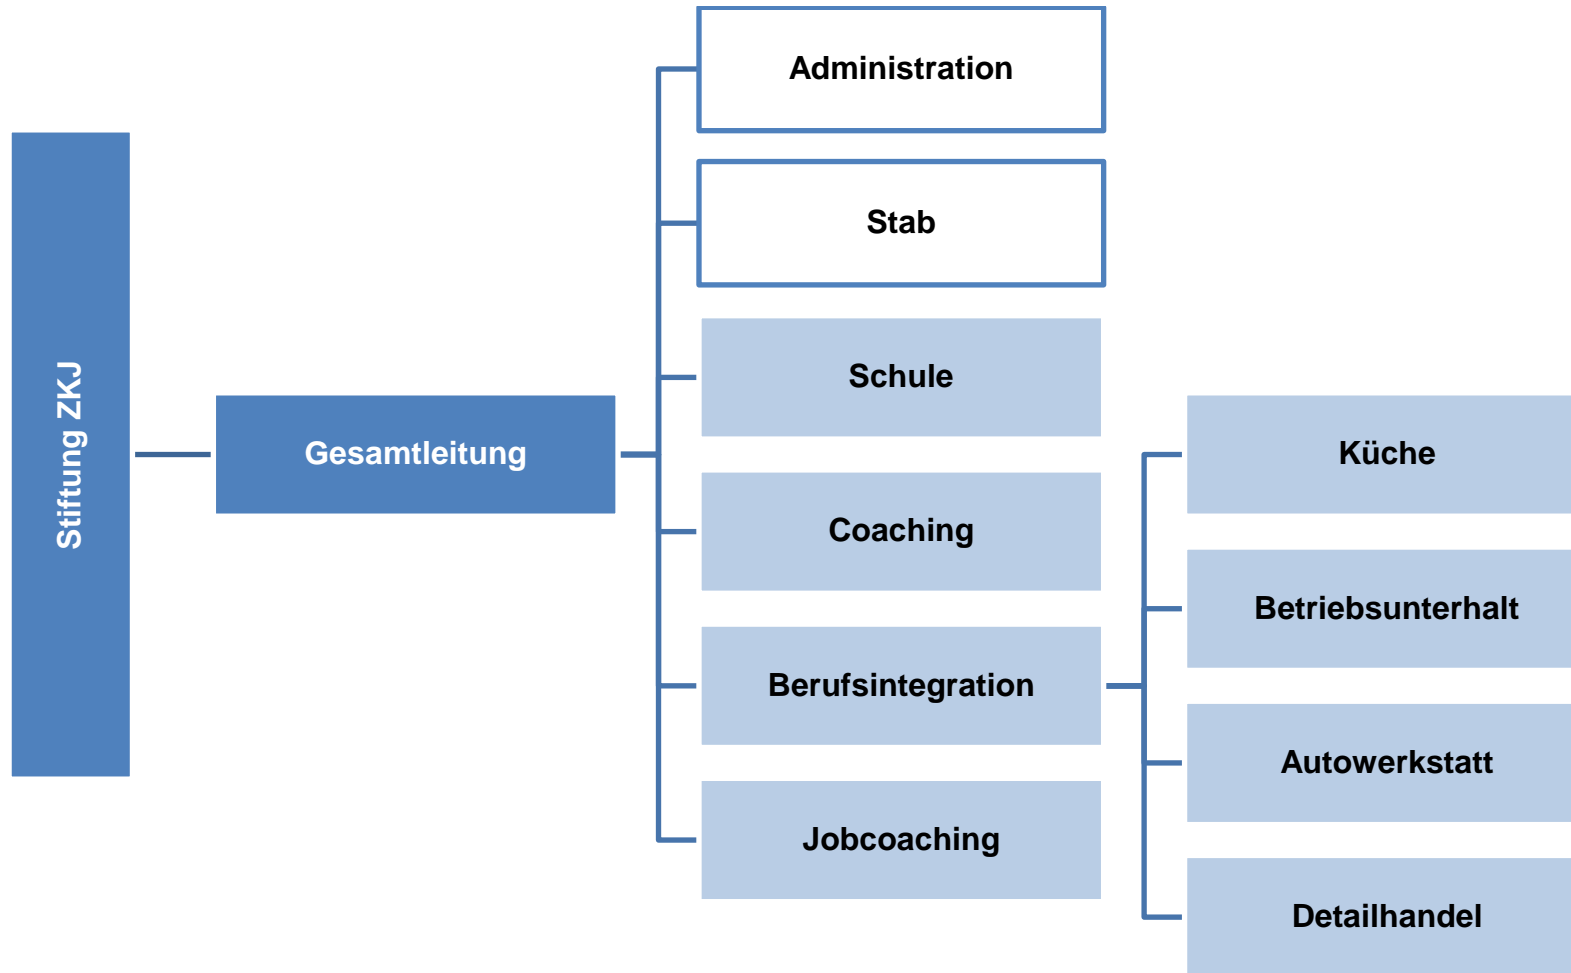 Stiftung ZKJ
Gesamtleitung
Administration
Stab
Schule
Coaching
Berufsintegration
Jobcoaching
Küche
Betriebsunterhalt
Autowerkstatt
Detailhandel